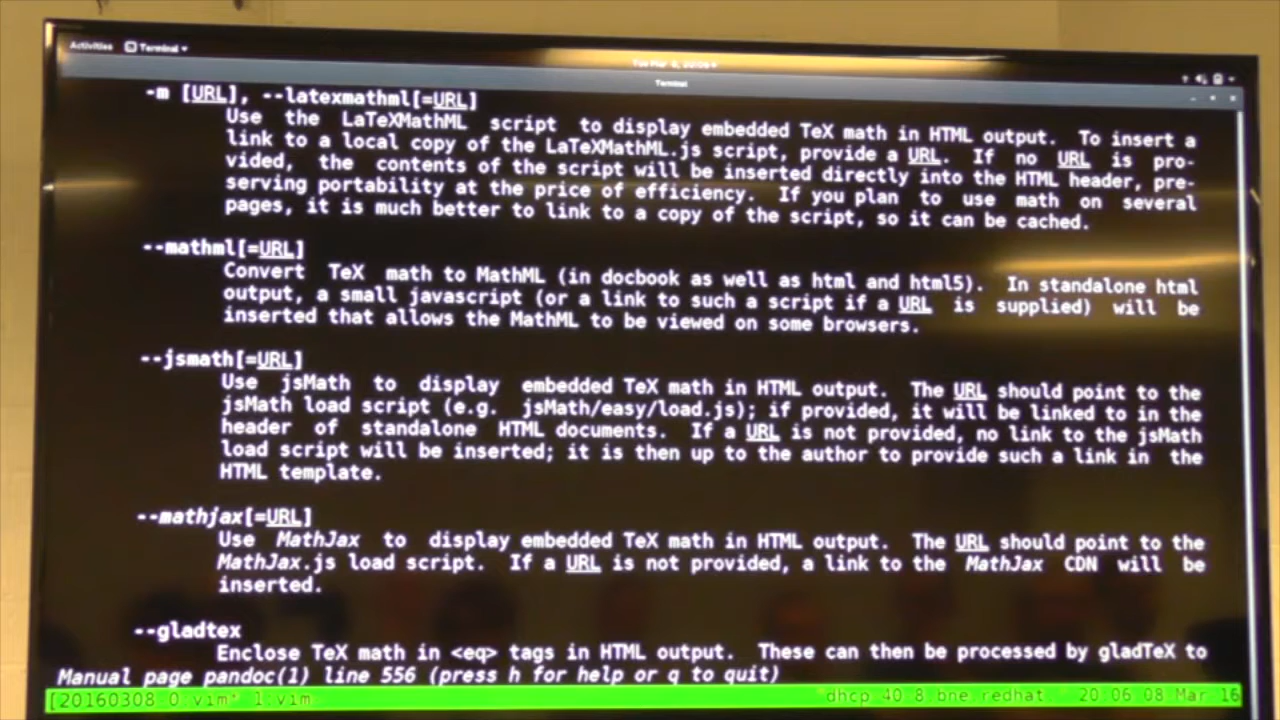 Activities Terminal
Terminal
-m [URL], --latexmathml[=URL]
Use the LaTeXMathML script to display embedded TeX math in HTML output. To insert a
link to a local copy of the LaTeXMathML.js script, provide a URL. If no URL is pro-
vided, the contents of the script will be inserted directly into the HTML header, pre-
serving portability at the price of efficiency. If you plan to use math on several
pages, it is much better to link to a copy of the script, so it can be cached.
--mathml[=URL]
Convert TeX math to MathML (in docbook as well as html and html5). In standalone html
output, a small javascript (or a link to such a script if a URL is supplied) will be
inserted that allows the MathML to be viewed on some browsers.
--jsmath[=URL]
Use jsMath to display embedded TeX math in HTML output. The URL should point to the
jsMath load script (e.g. jsMath/easy/load.js); if provided, it will be linked to in the
header of standalone HTML documents. If a URL is not provided, no link to the jsMath
load script will be inserted; it is then up to the author to provide such a link in the
HTML template.
--mathjax[=URL]
Use MathJax to display embedded TeX math in HTML output. The URL should point to the
MathJax.js load script. If a URL is not provided, a link to the MathJax CDN will be
inserted.
--gladtex
Enclose TeX math in <eq> tags in HTML output. These can then be processed by gladTeX to
Manual page pandoc(1) line 556 (press h for help or q to quit)
[20160308 0:vim* 1:vim dhcp-40-8.bne.redhat. 20:06 08 Mar 16